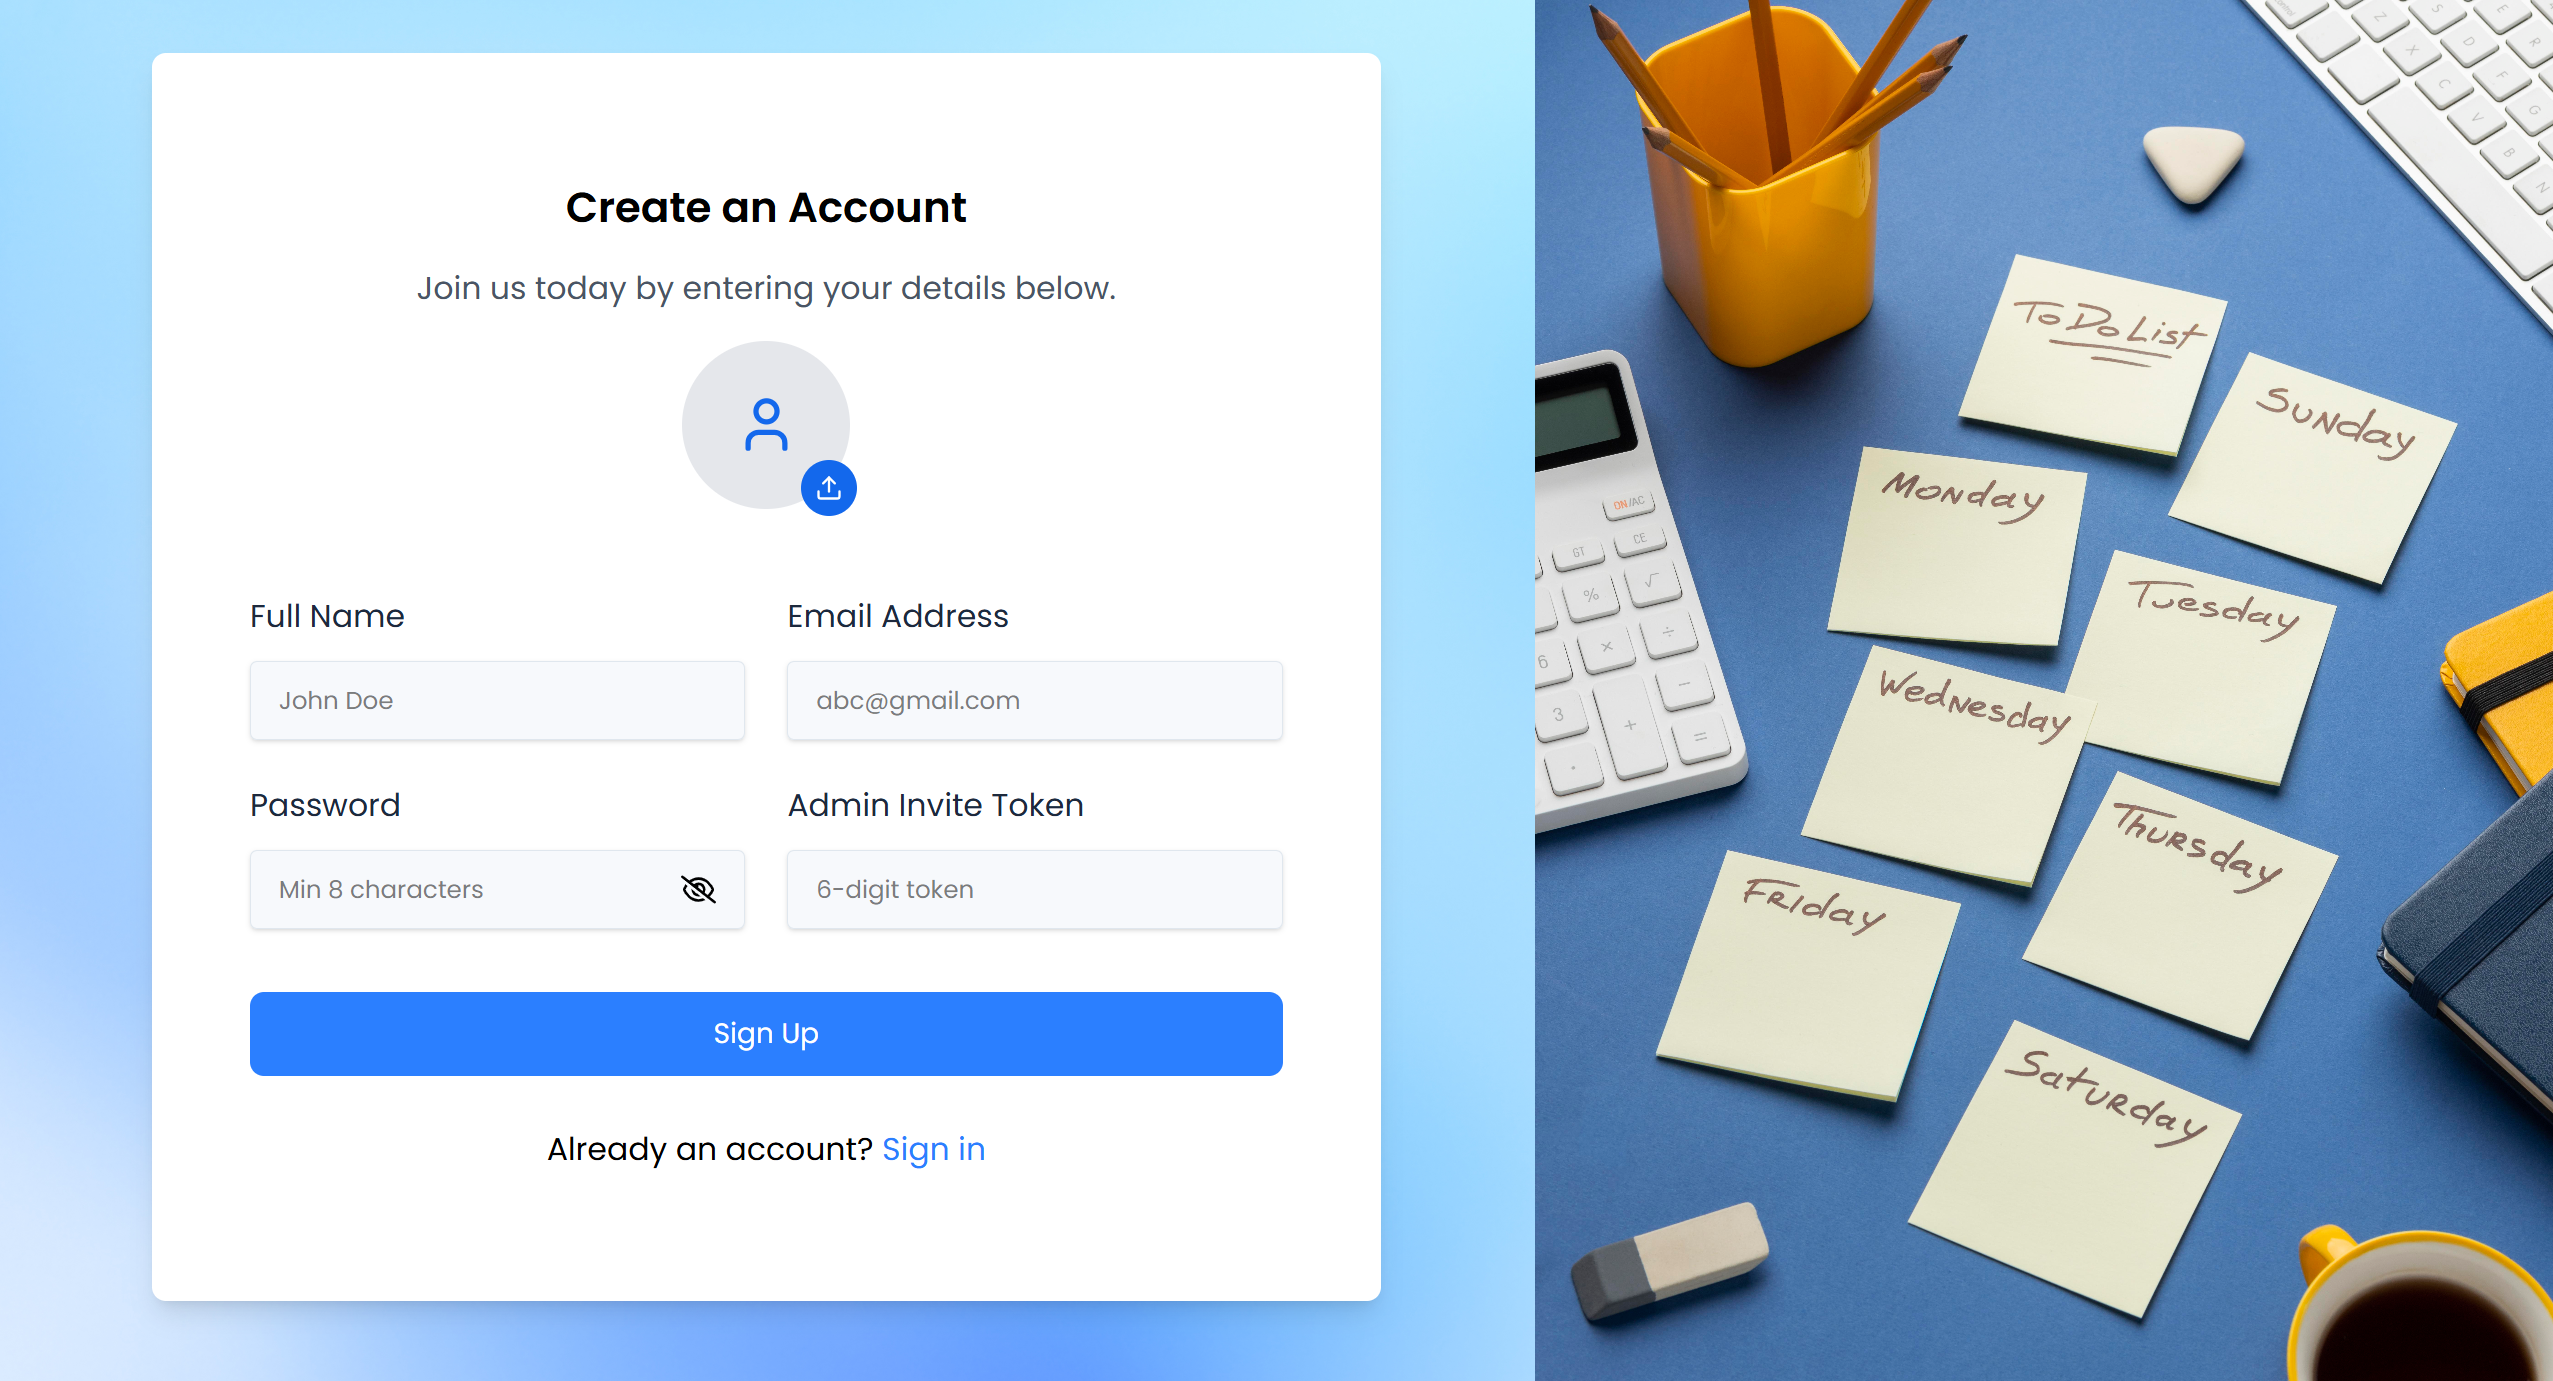 Create an Account
Join us today by entering your details below.
Full Name
Email Address
John Doe
abc@gmail.com
Password
Admin Invite Token
Min 8 characters
6-digit token
Sign Up
Already an account? Sign in
To Do List
Sunday
Monday
Tuesday
Wednesday
Thursday
Friday
Saturday
ON/AC
GT
CE
%
√
÷
6
×
−
3
+
=
.
Z
S
E
X
D
R
C
F
V
G
B
N